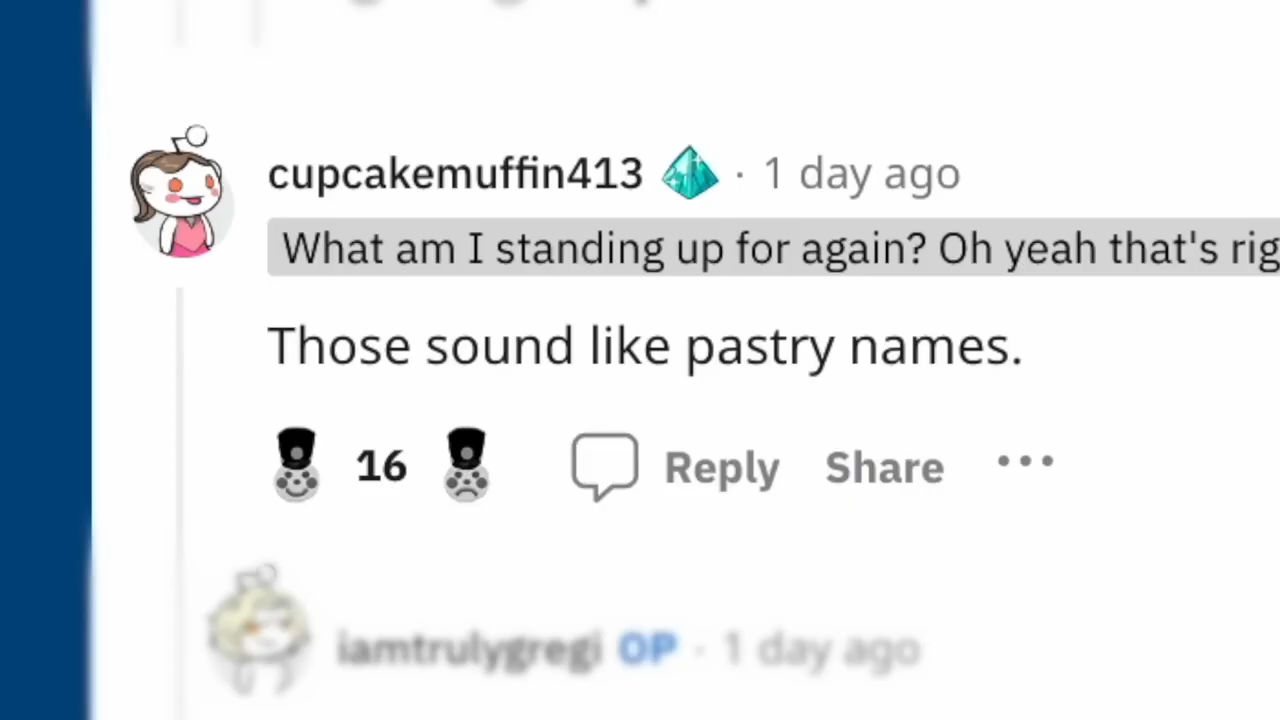 cupcakemuffin413 · 1 day ago
What am I standing up for again? Oh yeah that's rig
Those sound like pastry names.
16 Reply Share ...
iamtrulygregi OP · 1 day ago